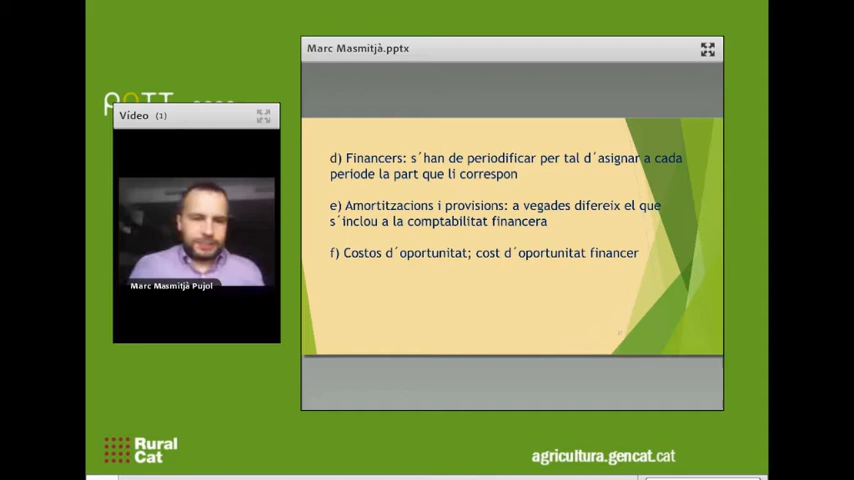 Marc Masmitjà.pptx
Vídeo (1)
d) Financers: s´han de periodificar per tal d´asignar a cada
periode la part que li correspon
e) Amortitzacions i provisions: a vegades difereix el que
s´inclou a la comptabilitat financera
f) Costos d´oportunitat; cost d´oportunitat financer
Marc Masmitjà Pujol
Rural
Cat
agricultura.gencat.cat